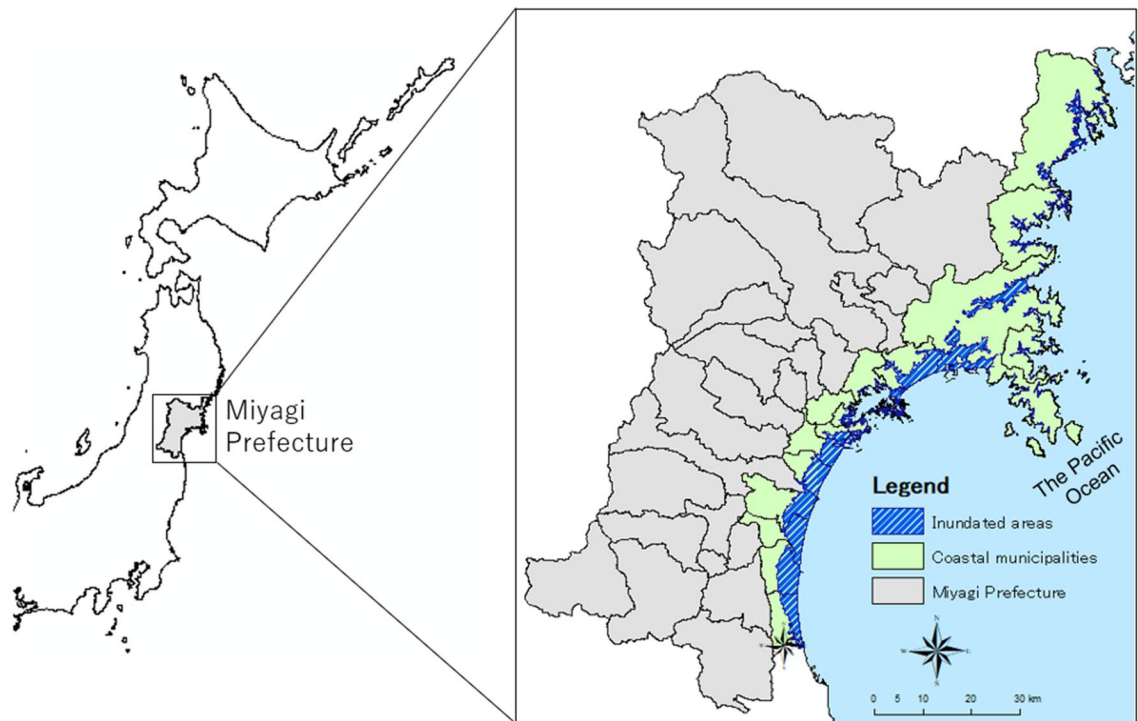 Miyagi
Prefecture
The Pacific
Ocean
Legend
Inundated areas
Coastal municipalities
Miyagi Prefecture
N
W E
S
0 5 10 20 30 km